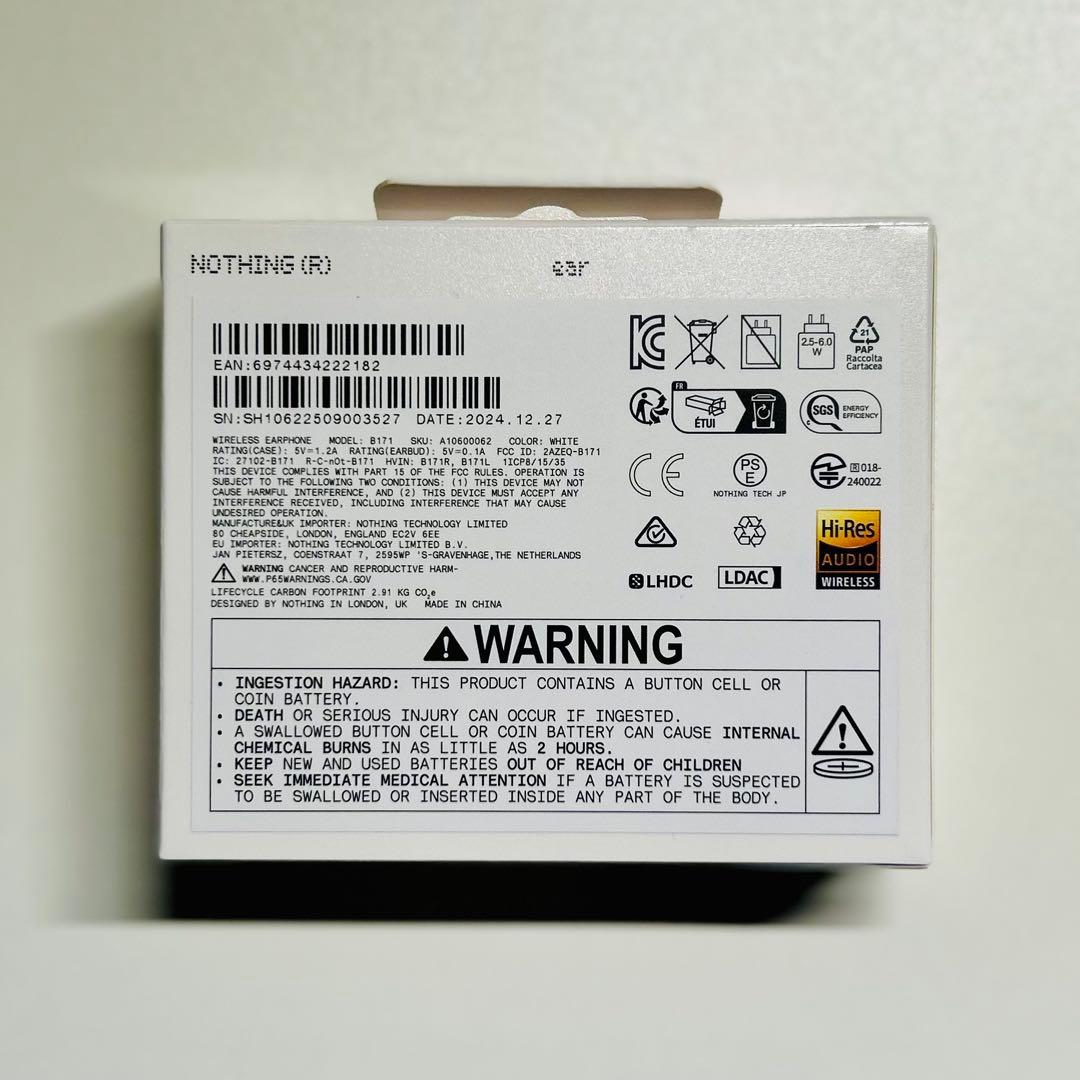 NOTHING (R)
ear
EAN:6974434222182
SN:SH10622509003527 DATE:2024.12.27
WIRELESS EARPHONE MODEL: B171 SKU: A10600062 COLOR: WHITE
RATING(CASE): 5V⎓1.2A RATING(EARBUD): 5V⎓0.1A FCC ID: 2AZEQ-B171
IC: 27102-B171 R-C-nOt-B171 HVIN: B171R, B171L 1ICP8/15/35
THIS DEVICE COMPLIES WITH PART 15 OF THE FCC RULES. OPERATION IS
SUBJECT TO THE FOLLOWING TWO CONDITIONS: (1) THIS DEVICE MAY NOT
CAUSE HARMFUL INTERFERENCE, AND (2) THIS DEVICE MUST ACCEPT ANY
INTERFERENCE RECEIVED, INCLUDING INTERFERENCE THAT MAY CAUSE
UNDESIRED OPERATION.
MANUFACTURE&UK IMPORTER: NOTHING TECHNOLOGY LIMITED
80 CHEAPSIDE, LONDON, ENGLAND EC2V 6EE
EU IMPORTER: NOTHING TECHNOLOGY LIMITED B.V.
JAN PIETERSZ, COENSTRAAT 7, 2595WP 'S-GRAVENHAGE,THE NETHERLANDS
WARNING CANCER AND REPRODUCTIVE HARM-
WWW.P65WARNINGS.CA.GOV
LIFECYCLE CARBON FOOTPRINT 2.91 KG CO₂e
DESIGNED BY NOTHING IN LONDON, UK MADE IN CHINA
2.5-6.0
W
21
PAP
Raccolta
Cartacea
FR
ÉTUI
SGS
ENERGY
EFFICIENCY
CE
PS
E
NOTHING TECH JP
R 018-
240022
LHDC
LDAC
Hi-Res
AUDIO
WIRELESS
WARNING
• INGESTION HAZARD: THIS PRODUCT CONTAINS A BUTTON CELL OR
COIN BATTERY.
• DEATH OR SERIOUS INJURY CAN OCCUR IF INGESTED.
• A SWALLOWED BUTTON CELL OR COIN BATTERY CAN CAUSE INTERNAL
CHEMICAL BURNS IN AS LITTLE AS 2 HOURS.
• KEEP NEW AND USED BATTERIES OUT OF REACH OF CHILDREN
• SEEK IMMEDIATE MEDICAL ATTENTION IF A BATTERY IS SUSPECTED
TO BE SWALLOWED OR INSERTED INSIDE ANY PART OF THE BODY.